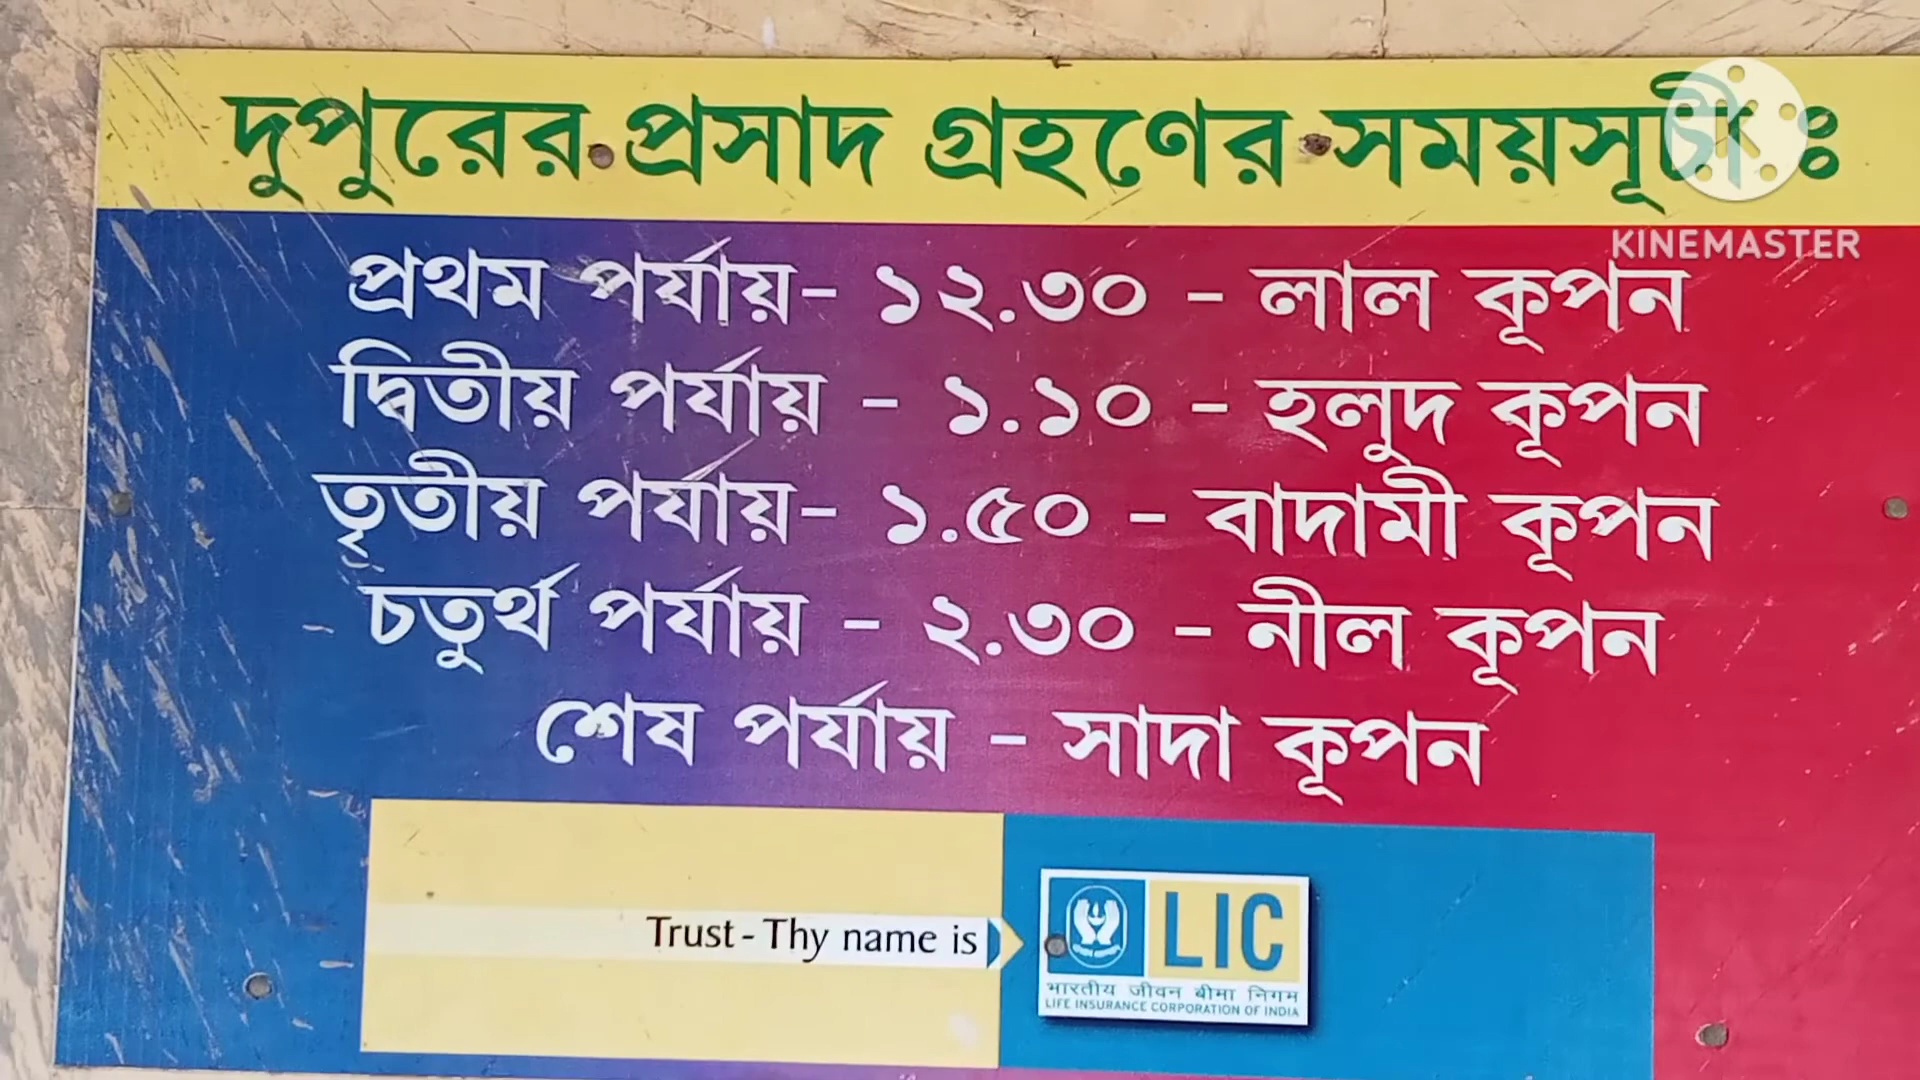 দুপুরের প্রসাদ গ্রহণের সময়সূচী ঃ
KINEMASTER
প্রথম পর্যায়- ১২.৩০ - লাল কূপন
দ্বিতীয় পর্যায় - ১.১০ - হলুদ কূপন
তৃতীয় পর্যায়- ১.৫০ - বাদামী কূপন
চতুর্থ পর্যায় - ২.৩০ - নীল কূপন
শেষ পর্যায় - সাদা কূপন
Trust - Thy name is
LIC
भारतीय जीवन बीमा निगम
LIFE INSURANCE CORPORATION OF INDIA